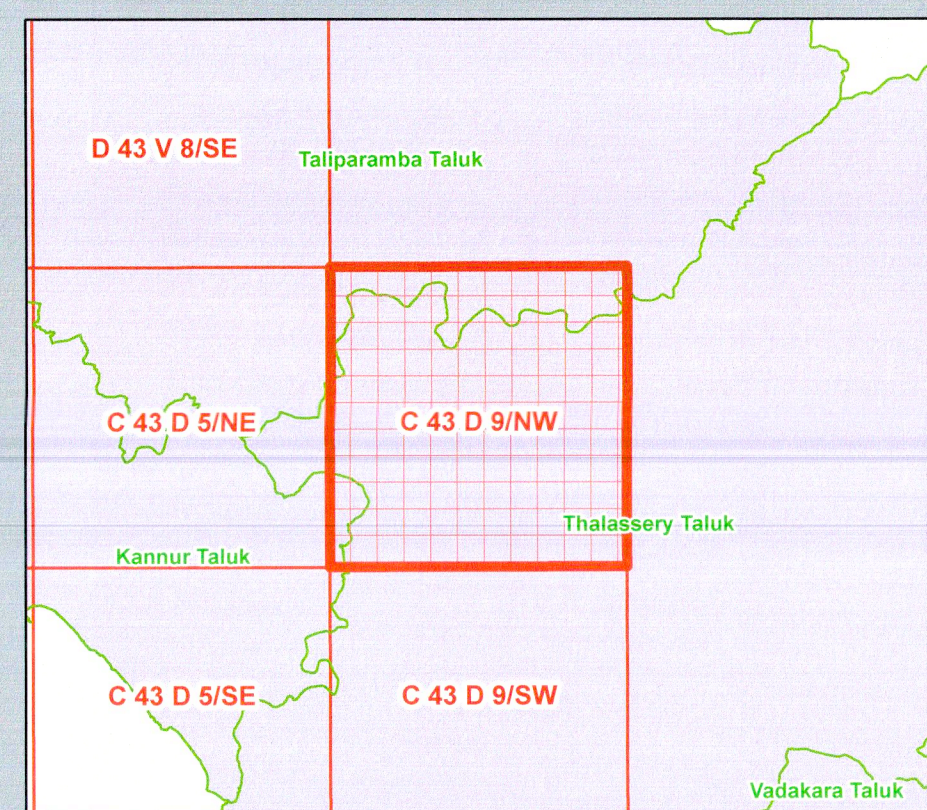 D 43 V 8/SE
Taliparamba Taluk
C 43 D 5/NE
C 43 D 9/NW
Thalassery Taluk
Kannur Taluk
C 43 D 5/SE
C 43 D 9/SW
Vadakara Taluk